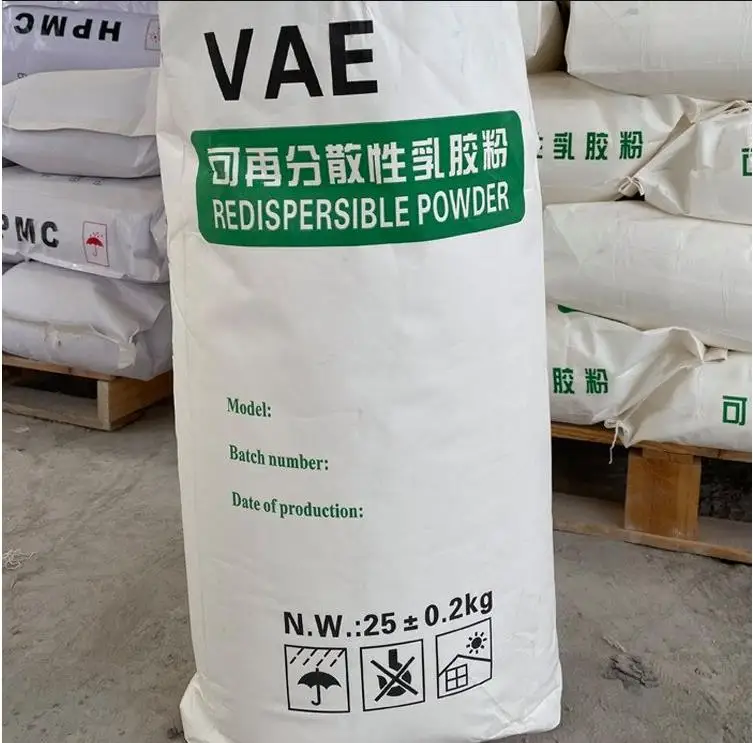 HPMC
VAE
可再分散性乳胶粉
REDISPERSIBLE POWDER
乳胶粉
PMC
胶粉
可
Model:
Batch number:
Date of production:
N.W.:25±0.2kg